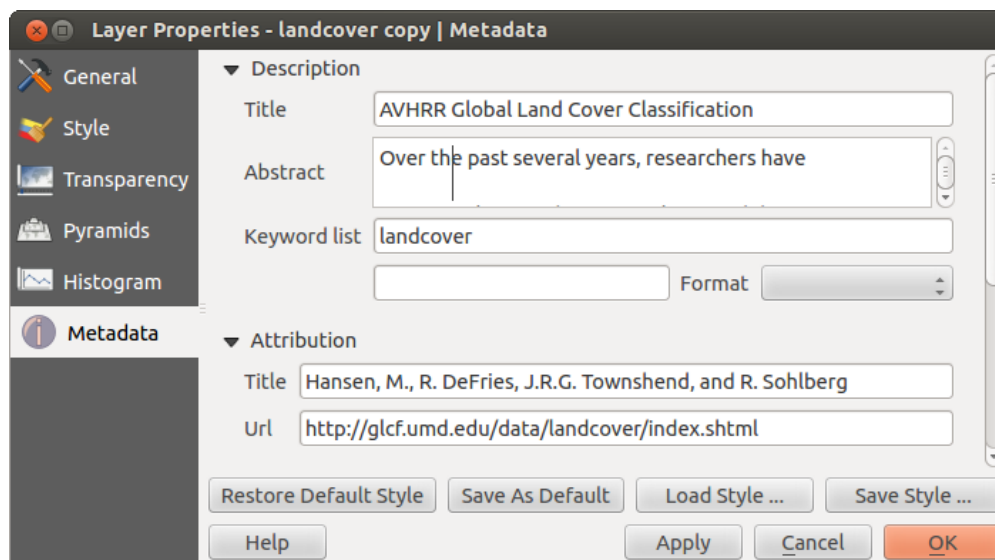 Layer Properties - landcover copy | Metadata
General
Style
Transparency
Pyramids
Histogram
Metadata
Description
Title AVHRR Global Land Cover Classification
Abstract Over the past several years, researchers have
Keyword list landcover
Format
Attribution
Title Hansen, M., R. DeFries, J.R.G. Townshend, and R. Sohlberg
Url http://glcf.umd.edu/data/landcover/index.shtml
Restore Default Style Save As Default Load Style ... Save Style ...
Help Apply Cancel OK